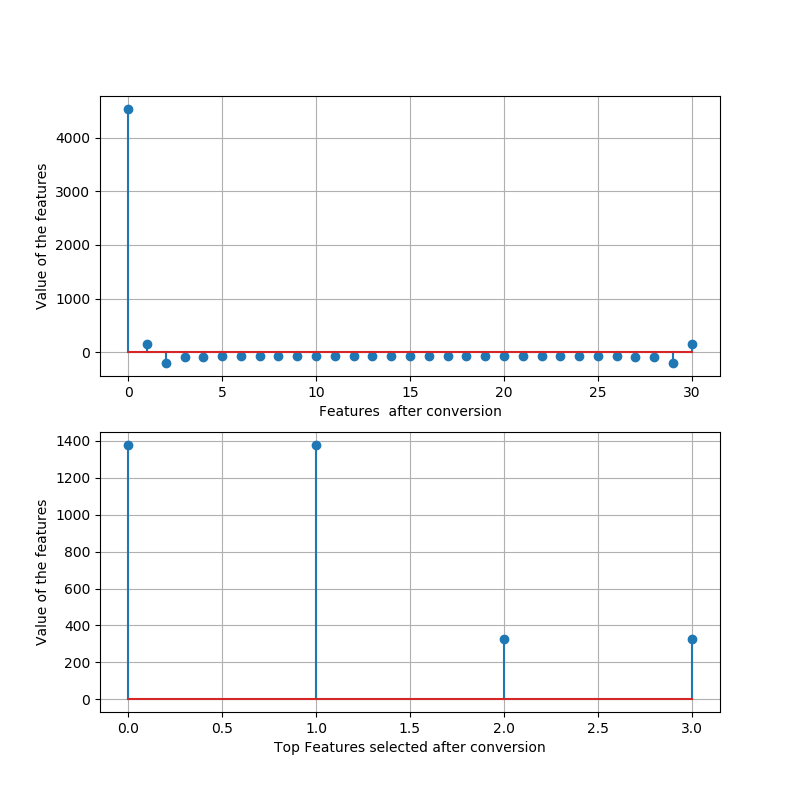 4000
3000
2000
1000
0
Value of the features
0 5 10 15 20 25 30
Features  after conversion
1400
1200
1000
800
600
400
200
0
Value of the features
0.0 0.5 1.0 1.5 2.0 2.5 3.0
Top Features selected after conversion